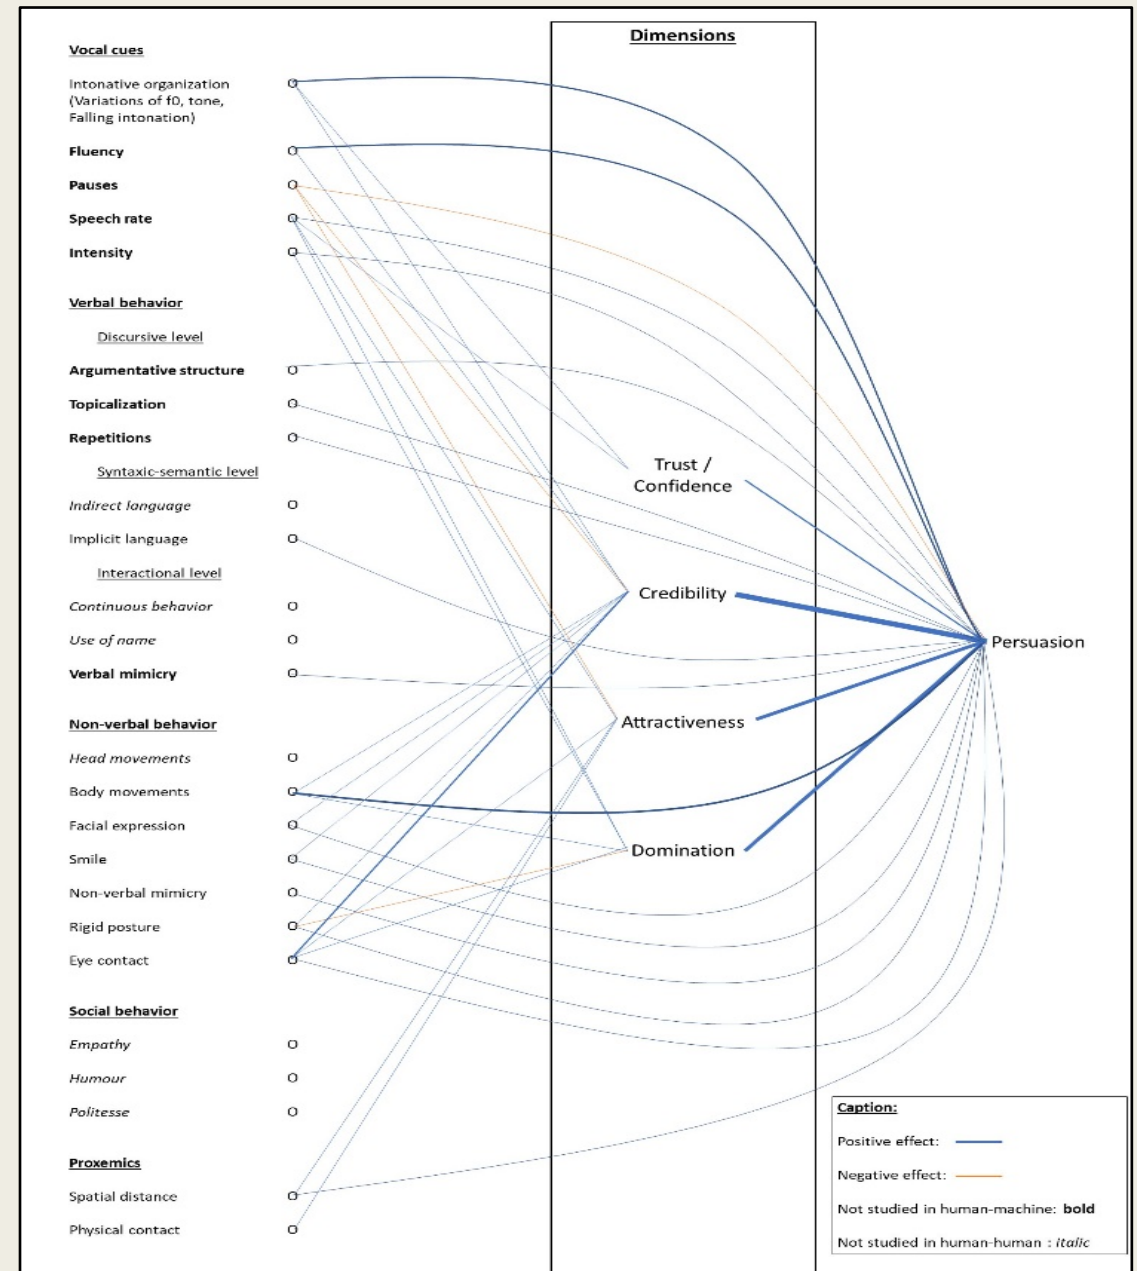 Vocal cues
Intonative organization
(Variations of f0, tone,
Falling intonation)
Fluency
Pauses
Speech rate
Intensity
Verbal behavior
Discursive level
Argumentative structure
Topicalization
Repetitions
Syntaxic-semantic level
Indirect language
Implicit language
Interactional level
Continuous behavior
Use of name
Verbal mimicry
Non-verbal behavior
Head movements
Body movements
Facial expression
Smile
Non-verbal mimicry
Rigid posture
Eye contact
Social behavior
Empathy
Humour
Politesse
Proxemics
Spatial distance
Physical contact
Dimensions
Trust /
Confidence
Credibility
Attractiveness
Domination
Persuasion
Caption:
Positive effect:
Negative effect:
Not studied in human-machine: bold
Not studied in human-human : italic